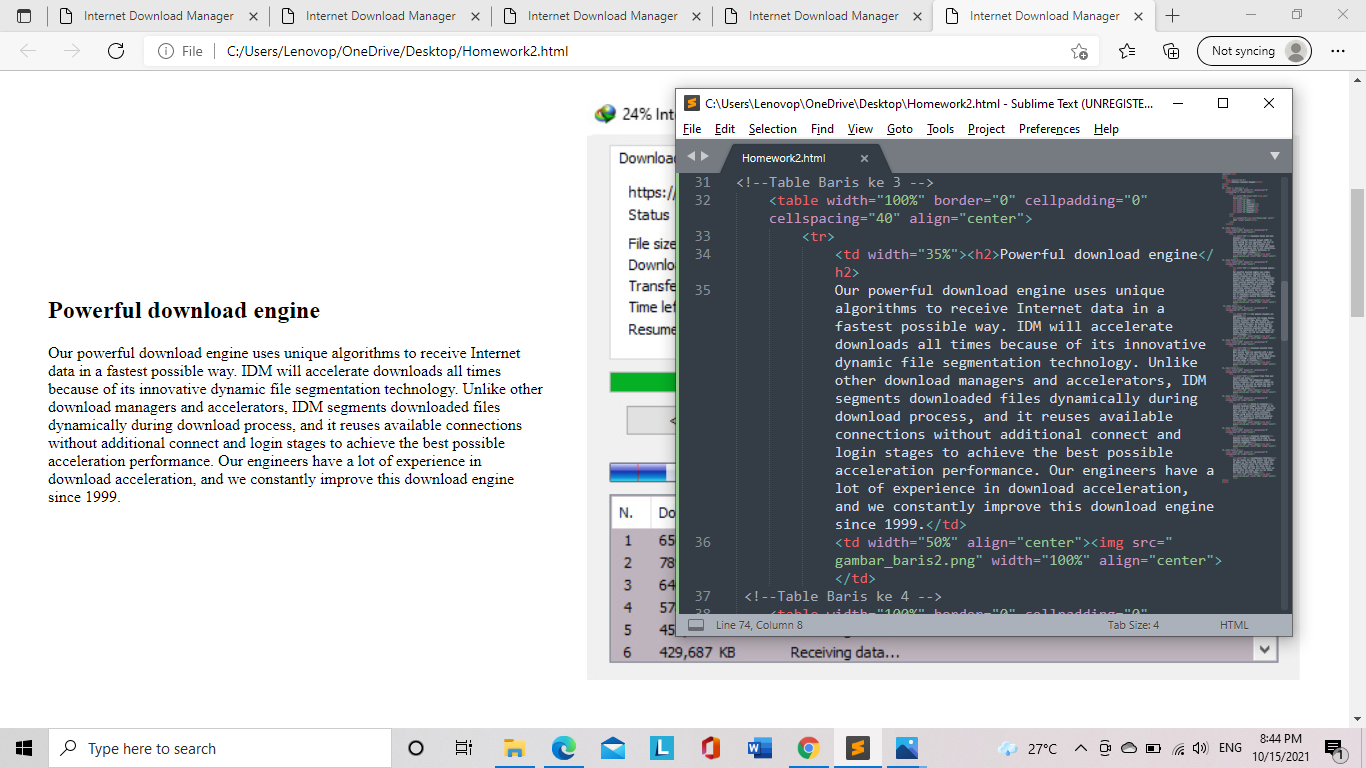 Internet Download Manager
Internet Download Manager
Internet Download Manager
Internet Download Manager
Internet Download Manager
File
C:/Users/Lenovop/OneDrive/Desktop/Homework2.html
Not syncing
Powerful download engine
Our powerful download engine uses unique algorithms to receive Internet
data in a fastest possible way. IDM will accelerate downloads all times
because of its innovative dynamic file segmentation technology. Unlike other
download managers and accelerators, IDM segments downloaded files
dynamically during download process, and it reuses available connections
without additional connect and login stages to achieve the best possible
acceleration performance. Our engineers have a lot of experience in
download acceleration, and we constantly improve this download engine
since 1999.
24% Int
Downloa
https:/
Status
File size
Downlo
Transfe
Time lef
Resume
<
N. Do
1 65
2 78
3 64
4 57
5 45
6 429,687 KB Receiving data...
C:\Users\Lenovop\OneDrive\Desktop\Homework2.html - Sublime Text (UNREGISTE...
File Edit Selection Find View Goto Tools Project Preferences Help
Homework2.html
31 <!--Table Baris ke 3 -->
32 <table width="100%" border="0" cellpadding="0"
cellspacing="40" align="center">
33 <tr>
34 <td width="35%"><h2>Powerful download engine</
h2>
35 Our powerful download engine uses unique
algorithms to receive Internet data in a
fastest possible way. IDM will accelerate
downloads all times because of its innovative
dynamic file segmentation technology. Unlike
other download managers and accelerators, IDM
segments downloaded files dynamically during
download process, and it reuses available
connections without additional connect and
login stages to achieve the best possible
acceleration performance. Our engineers have a
lot of experience in download acceleration,
and we constantly improve this download engine
since 1999.</td>
36 <td width="50%" align="center"><img src="
gambar_baris2.png" width="100%" align="center">
</td>
37 <!--Table Baris ke 4 -->
38 <table width="100%" border="0" cellpadding="0"
Line 74, Column 8
Tab Size: 4
HTML
Type here to search
27°C
ENG
8:44 PM
10/15/2021
1